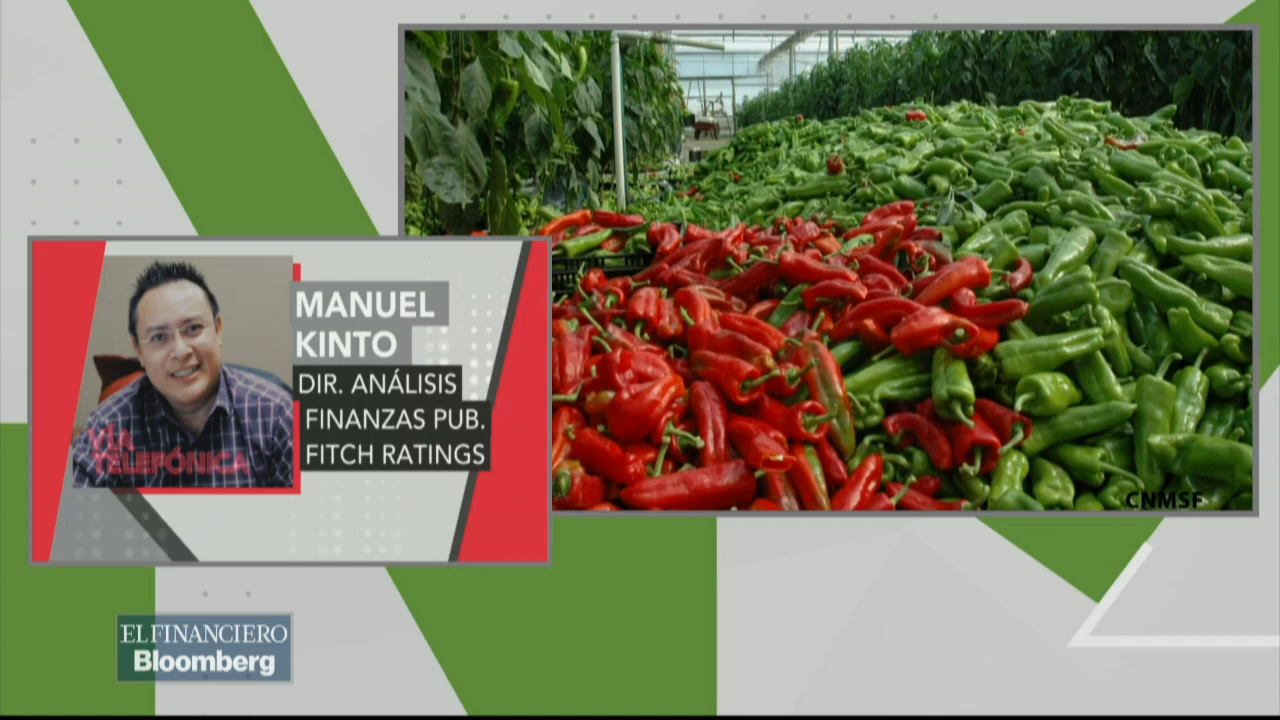 MANUEL
KINTO
DIR. ANÁLISIS
FINANZAS PUB.
FITCH RATINGS
VÍA
TELEFÓNICA
CNMSF
EL FINANCIERO
Bloomberg